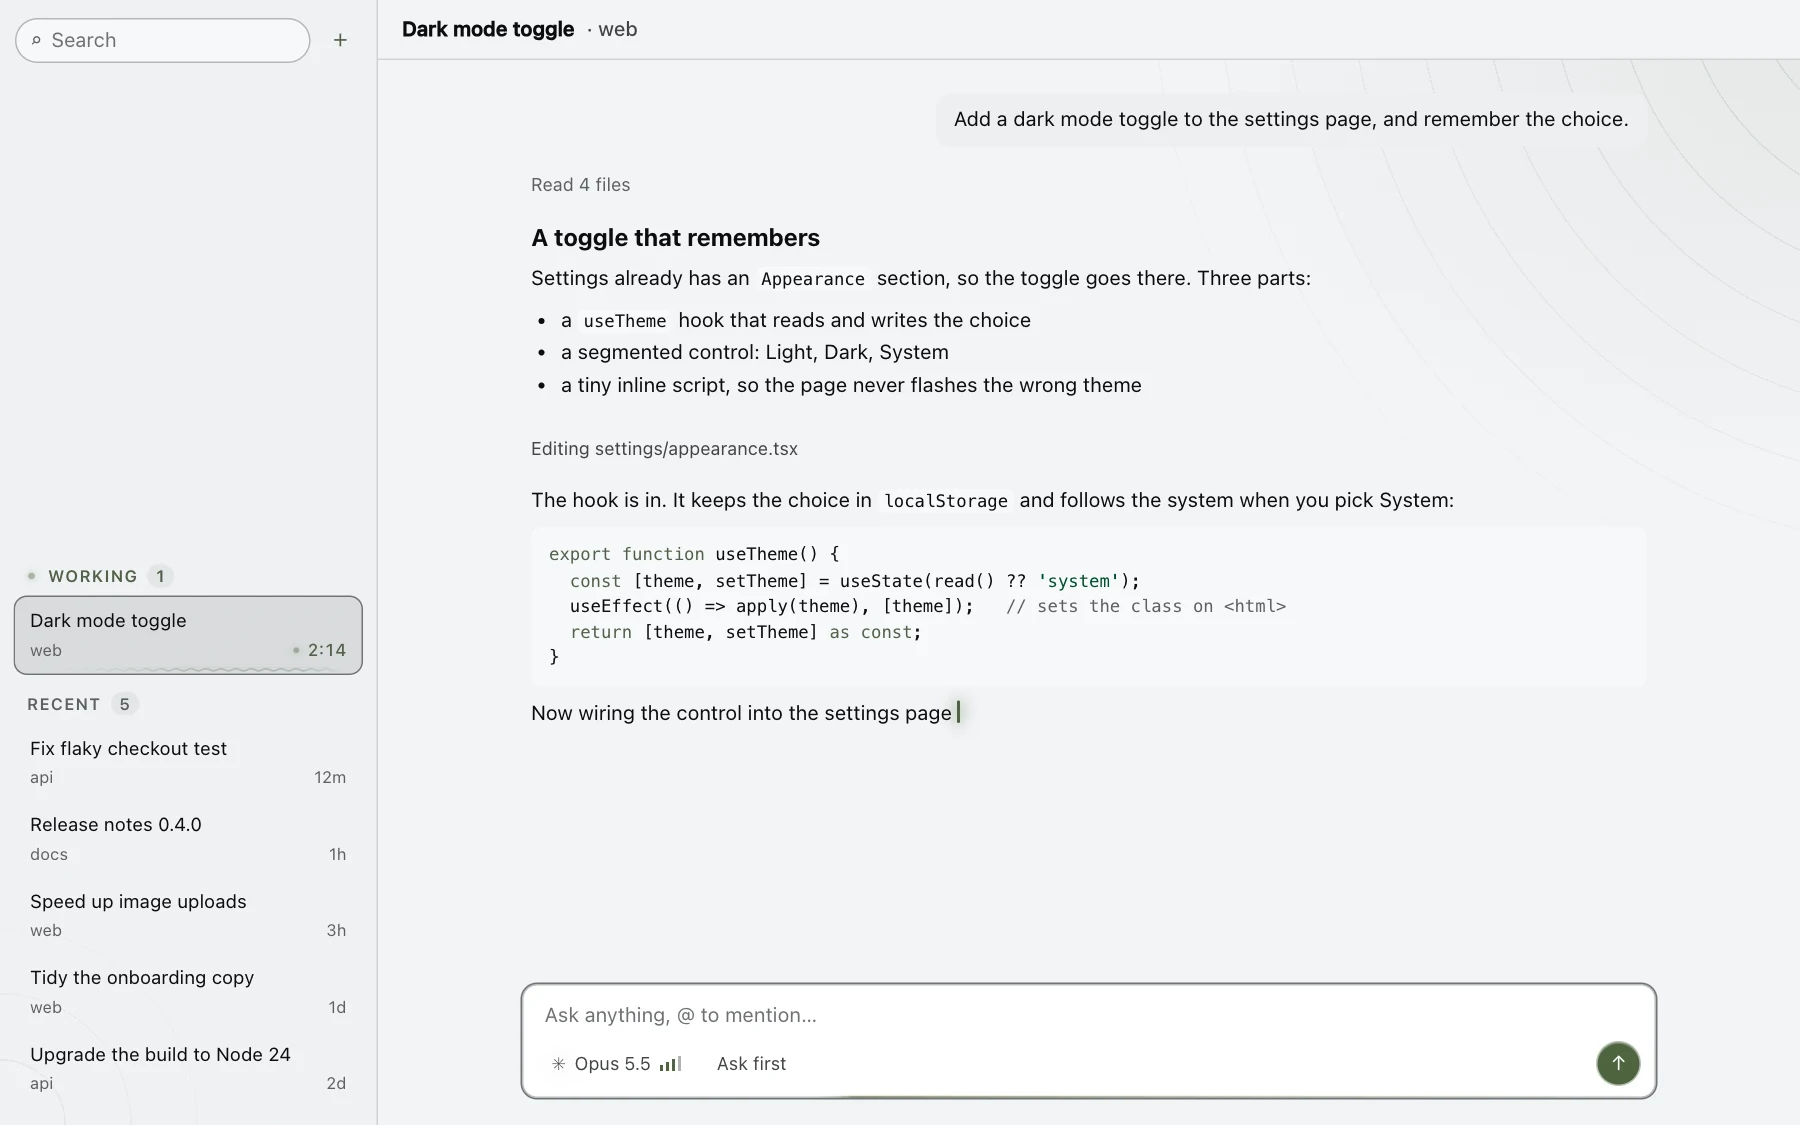 Search
+
WORKING 1
Dark mode toggle
web • 2:14
RECENT 5
Fix flaky checkout test
api 12m
Release notes 0.4.0
docs 1h
Speed up image uploads
web 3h
Tidy the onboarding copy
web 1d
Upgrade the build to Node 24
api 2d
Dark mode toggle · web
Add a dark mode toggle to the settings page, and remember the choice.
Read 4 files
A toggle that remembers
Settings already has an Appearance section, so the toggle goes there. Three parts:
• a useTheme hook that reads and writes the choice
• a segmented control: Light, Dark, System
• a tiny inline script, so the page never flashes the wrong theme
Editing settings/appearance.tsx
The hook is in. It keeps the choice in localStorage and follows the system when you pick System:
export function useTheme() {
  const [theme, setTheme] = useState(read() ?? 'system');
  useEffect(() => apply(theme), [theme]);   // sets the class on <html>
  return [theme, setTheme] as const;
}
Now wiring the control into the settings page
Ask anything, @ to mention...
Opus 5.5 Ask first